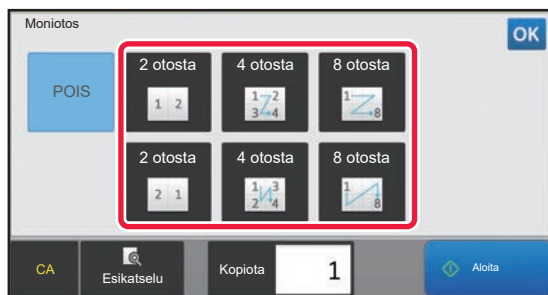 Moniotos
OK
POIS
2 otosta
4 otosta
8 otosta
1 2
1 2
3 4
1
8
2 otosta
4 otosta
8 otosta
2 1
1 3
2 4
1
8
CA
Esikatselu
Kopiota
1
Aloita